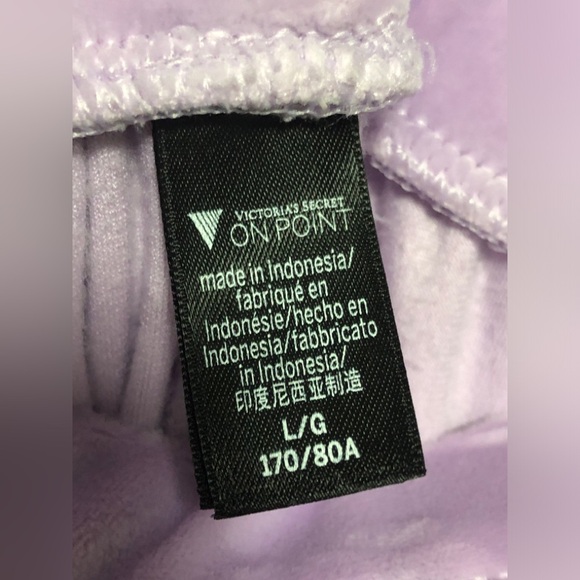 VICTORIA'S SECRET
ON POINT
made in Indonesia/
fabriqué en
Indonésie/hecho en
Indonesia/fabbricato
in Indonesia/
印度尼西亚制造
L/G
170/80A